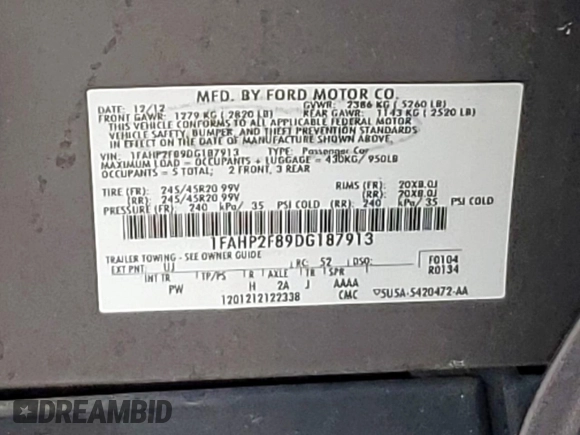 MFD. BY FORD MOTOR CO.
DATE: 12/12 GVWR: 2386 KG ( 5260 LB)
FRONT GAWR: 1279 KG ( 2820 LB) REAR GAWR: 1143 KG ( 2520 LB)
THIS VEHICLE CONFORMS TO ALL APPLICABLE FEDERAL MOTOR
VEHICLE SAFETY, BUMPER, AND THEFT PREVENTION STANDARDS
IN EFFECT ON THE DATE OF MANUFACTURE SHOWN ABOVE.
VIN: 1FAHP2F89DG187913 TYPE: Passenger Car
MAXIMUM LOAD = OCCUPANTS + LUGGAGE = 430KG/ 950LB
OCCUPANTS = 5 TOTAL; 2 FRONT, 3 REAR
TIRE (FR): 245/45R20 99V RIMS (FR): 20X8.0J
(RR): 245/45R20 99V (RR): 20X8.0J
PRESSURE (FR): 240 kPa/ 35 PSI COLD (RR): 240 kPa/ 35 PSI COLD
1FAHP2F89DG187913
TRAILER TOWING - SEE OWNER GUIDE
EXT PNT: UJ RC: 52 DSO: F0104
R0134
INT TR TP/PS R AXLE TR SPR
PW H 2A J AAAA
1201212122338 CMC ▽5U5A-5420472-AA
DREAMBID